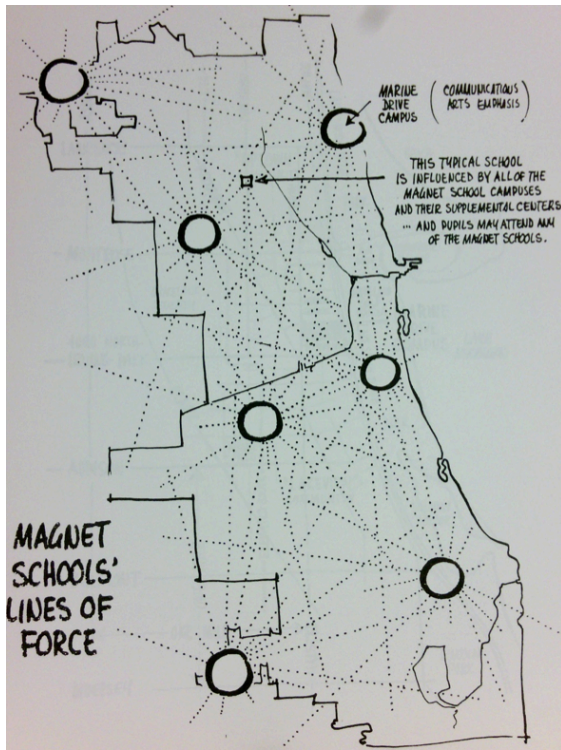 MARINE
DRIVE
CAMPUS
( COMMUNICATIONS
ARTS EMPHASIS )
THIS TYPICAL SCHOOL
IS INFLUENCED BY ALL OF THE
MAGNET SCHOOL CAMPUSES
AND THEIR SUPPLEMENTAL CENTERS
... AND PUPILS MAY ATTEND ANY
OF THE MAGNET SCHOOLS.
MAGNET
SCHOOLS'
LINES OF
FORCE